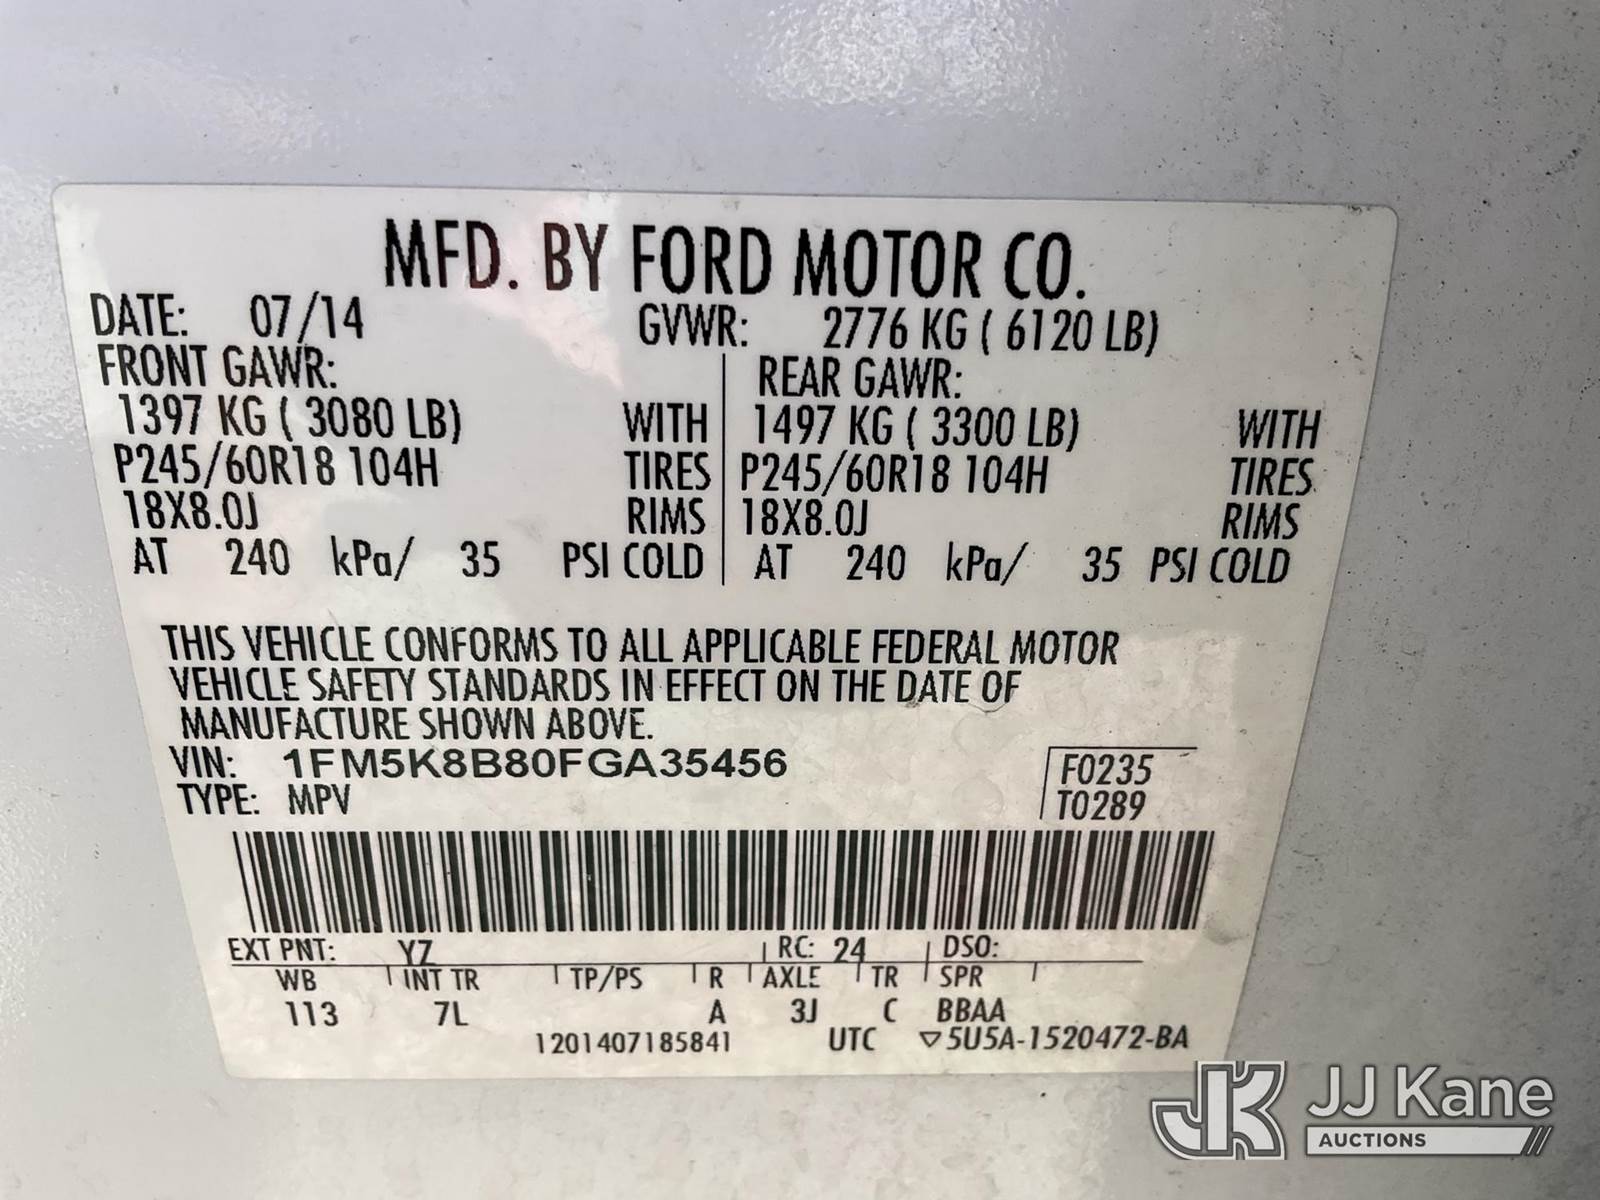 MFD. BY FORD MOTOR CO.
DATE: 07/14 GVWR: 2776 KG ( 6120 LB)
FRONT GAWR: REAR GAWR:
1397 KG ( 3080 LB) WITH 1497 KG ( 3300 LB) WITH
P245/60R18 104H TIRES P245/60R18 104H TIRES
18X8.0J RIMS 18X8.0J RIMS
AT 240 kPa/ 35 PSI COLD AT 240 kPa/ 35 PSI COLD
THIS VEHICLE CONFORMS TO ALL APPLICABLE FEDERAL MOTOR
VEHICLE SAFETY STANDARDS IN EFFECT ON THE DATE OF
MANUFACTURE SHOWN ABOVE.
VIN: 1FM5K8B80FGA35456 F0235
TYPE: MPV T0289
EXT PNT: YZ RC: 24 DSO:
WB INT TR TP/PS R AXLE TR SPR
113 7L A 3J C BBAA
1201407185841 UTC ▽5U5A-1520472-BA
JK JJ Kane
AUCTIONS